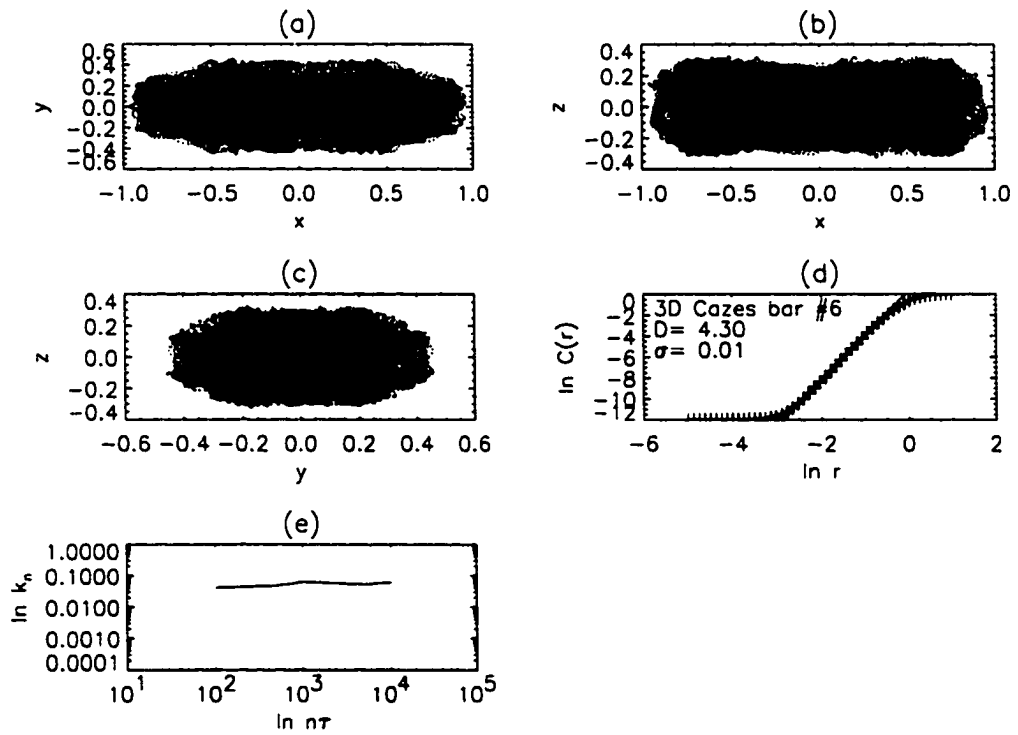 (a)
0.6
0.4
0.2
0.0
-0.2
-0.4
-0.6
y
-1.0 -0.5 0.0 0.5 1.0
x
(b)
0.4
0.2
0.0
-0.2
-0.4
z
-1.0 -0.5 0.0 0.5 1.0
x
(c)
0.4
0.2
0.0
-0.2
-0.4
z
-0.6 -0.4 -0.2 0.0 0.2 0.4 0.6
y
(d)
0
-2
-4
-6
-8
-10
-12
ln C(r)
3D Cazes bar #6
D= 4.30
σ= 0.01
-6 -4 -2 0 2
ln r
(e)
1.0000
0.1000
0.0100
0.0010
0.0001
ln kₙ
10¹ 10² 10³ 10⁴ 10⁵
ln nτ